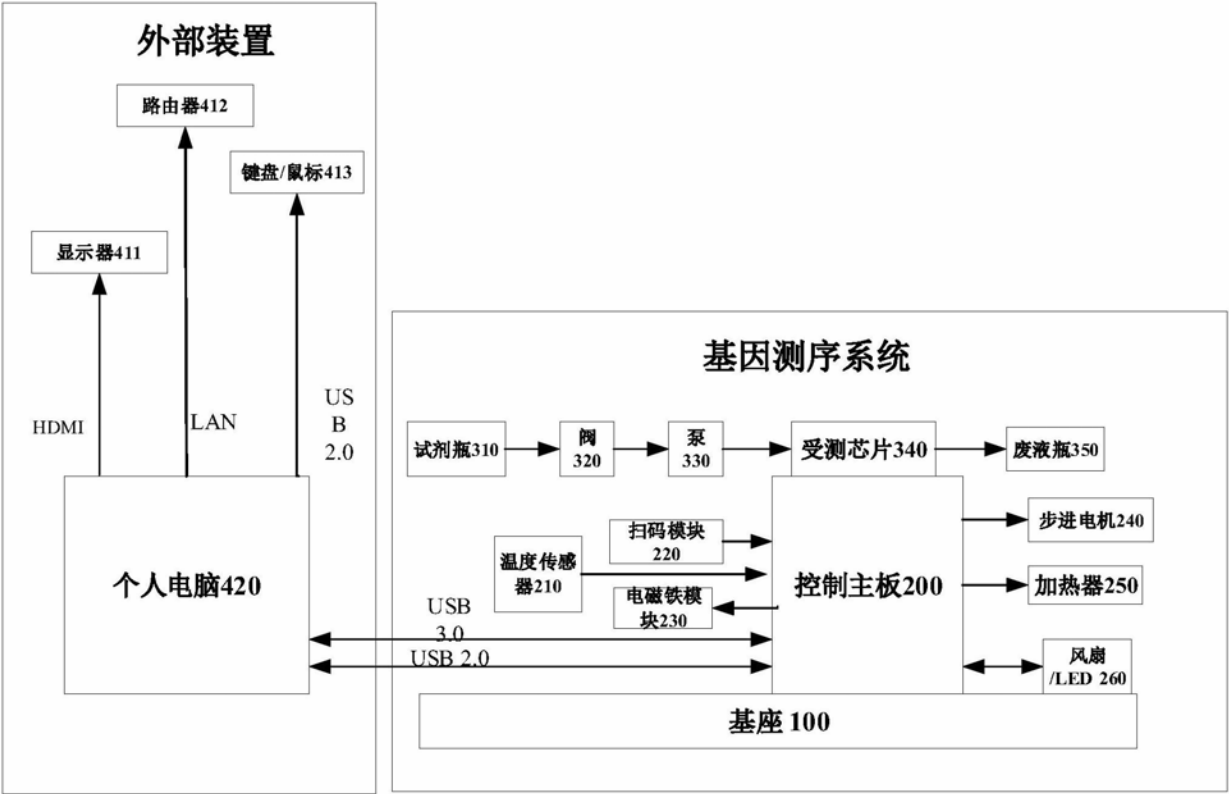 外部装置
路由器412
键盘/鼠标413
显示器411
HDMI
LAN
US
B
2.0
个人电脑420
基因测序系统
试剂瓶310
阀
320
泵
330
受测芯片340
废液瓶350
扫码模块
220
温度传感
器210
电磁铁模
块230
控制主板200
步进电机240
加热器250
风扇
/LED 260
USB
3.0
USB 2.0
基座 100